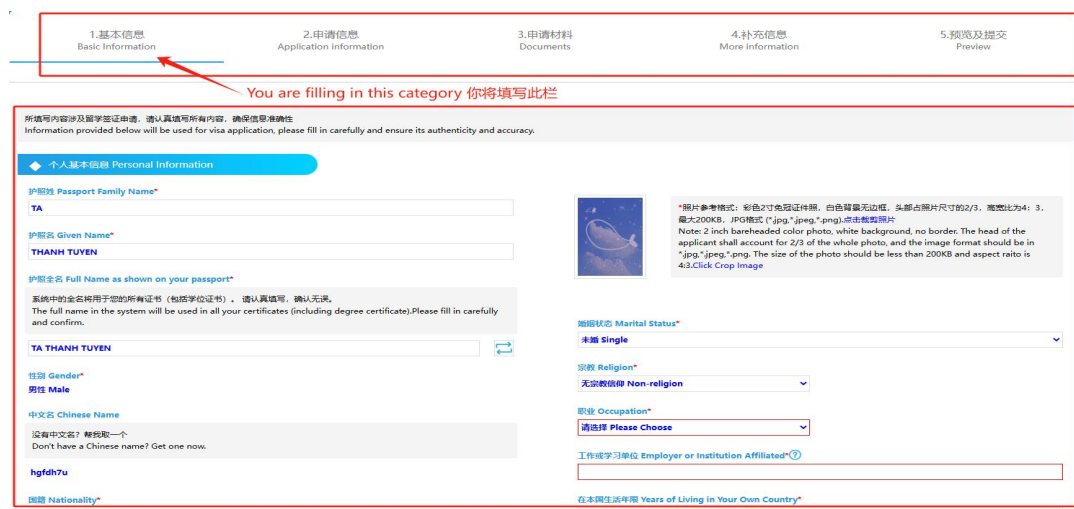 1.基本信息
Basic Information
2.申请信息
Application information
3.申请材料
Documents
4.补充信息
More information
5.预览及提交
Preview
You are filling in this category 你将填写此栏
所填写内容涉及留学签证申请，请认真填写所有内容，确保信息准确性
Information provided below will be used for visa application, please fill in carefully and ensure its authenticity and accuracy.
个人基本信息 Personal Information
护照姓 Passport Family Name*
TA
护照名 Given Name*
THANH TUYEN
护照全名 Full Name as shown on your passport*
系统中的全名将用于您的所有证书（包括学位证书）。 请认真填写，确认无误。
The full name in the system will be used in all your certificates (including degree certificate).Please fill in carefully
and confirm.
TA THANH TUYEN
性别 Gender*
男性 Male
中文名 Chinese Name
没有中文名？帮我取一个
Don't have a Chinese name? Get one now.
hgfdh7u
国籍 Nationality*
*照片参考格式：彩色2寸免冠证件照，白色背景无边框，头部占照片尺寸的2/3，高宽比为4：3，
最大200KB，JPG格式 (*.jpg,*.jpeg,*.png).点击裁剪照片
Note: 2 inch bareheaded color photo, white background, no border. The head of the
applicant shall account for 2/3 of the whole photo, and the image format should be in
*.jpg,*.jpeg,*.png. The size of the photo should be less than 200KB and aspect raito is
4:3.Click Crop Image
婚姻状态 Marital Status*
未婚 Single
宗教 Religion*
无宗教信仰 Non-religion
职业 Occupation*
请选择 Please Choose
工作或学习单位 Employer or Institution Affiliated*?
在本国生活年限 Years of Living in Your Own Country*